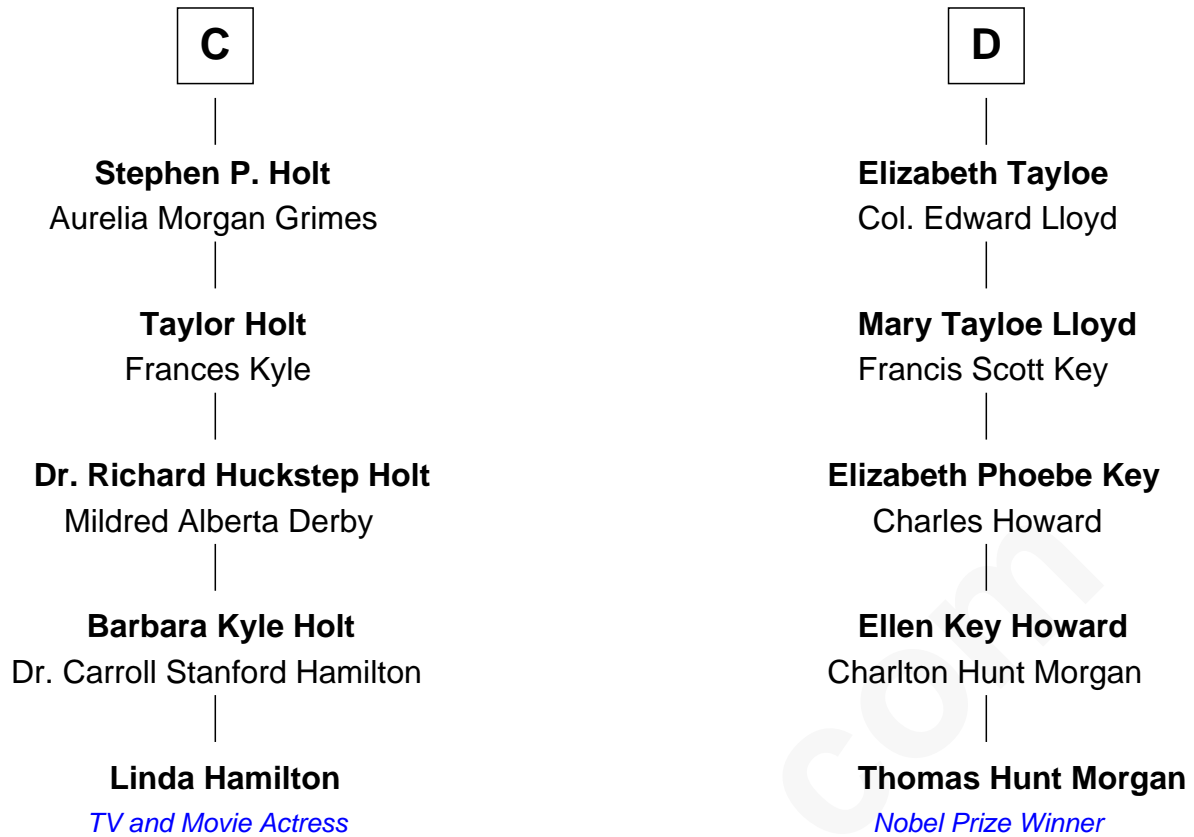 C
Stephen P. Holt
Aurelia Morgan Grimes
Taylor Holt
Frances Kyle
Dr. Richard Huckstep Holt
Mildred Alberta Derby
Barbara Kyle Holt
Dr. Carroll Stanford Hamilton
Linda Hamilton
TV and Movie Actress
D
Elizabeth Tayloe
Col. Edward Lloyd
Mary Tayloe Lloyd
Francis Scott Key
Elizabeth Phoebe Key
Charles Howard
Ellen Key Howard
Charlton Hunt Morgan
Thomas Hunt Morgan
Nobel Prize Winner
com